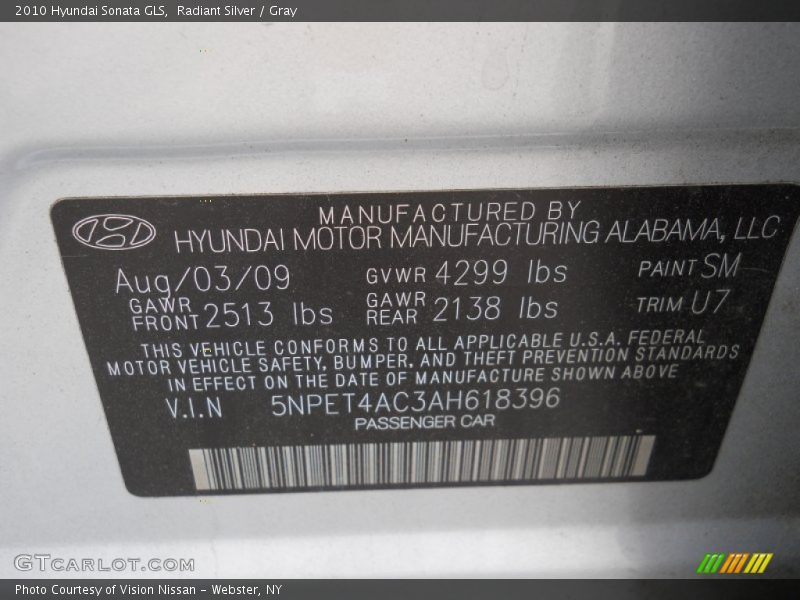 2010 Hyundai Sonata GLS, Radiant Silver / Gray
MANUFACTURED BY
HYUNDAI MOTOR MANUFACTURING ALABAMA, LLC
Aug/03/09 GVWR 4299 lbs PAINT SM
GAWR FRONT 2513 lbs GAWR REAR 2138 lbs TRIM U7
THIS VEHICLE CONFORMS TO ALL APPLICABLE U.S.A. FEDERAL
MOTOR VEHICLE SAFETY, BUMPER, AND THEFT PREVENTION STANDARDS
IN EFFECT ON THE DATE OF MANUFACTURE SHOWN ABOVE
V.I.N 5NPET4AC3AH618396
PASSENGER CAR
GTCARLOT.COM
Photo Courtesy of Vision Nissan - Webster, NY